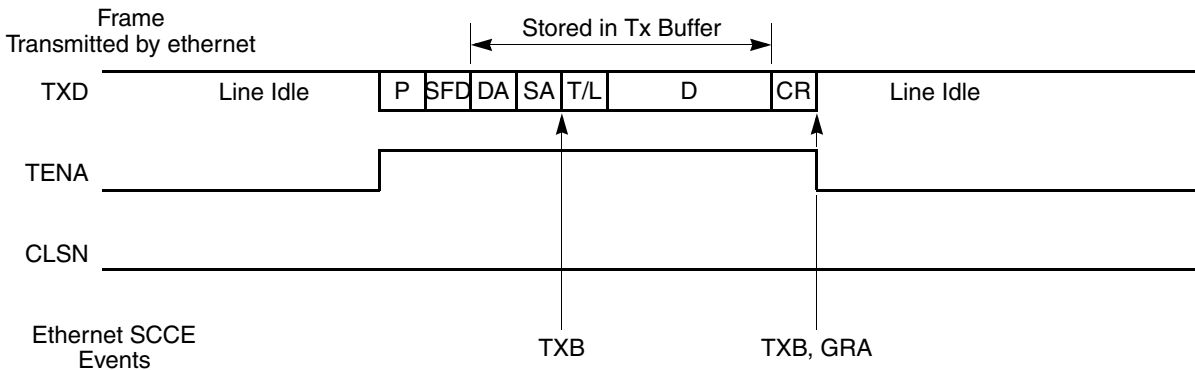 Frame
Transmitted by ethernet
Stored in Tx Buffer
TXD Line Idle P SFD DA SA T/L D CR Line Idle
TENA
CLSN
Ethernet SCCE
Events
TXB TXB, GRA